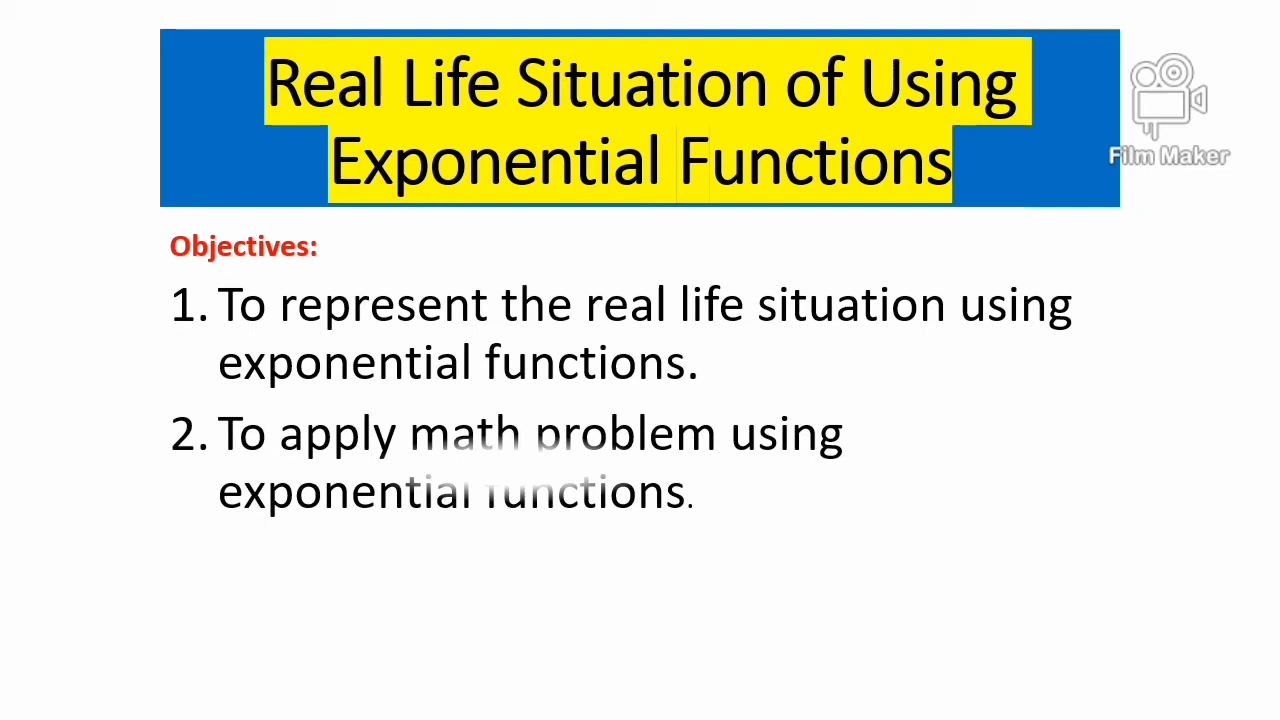 Real Life Situation of Using
Exponential Functions
Film Maker
Objectives:
1. To represent the real life situation using
exponential functions.
2. To apply math problem using
exponential functions.